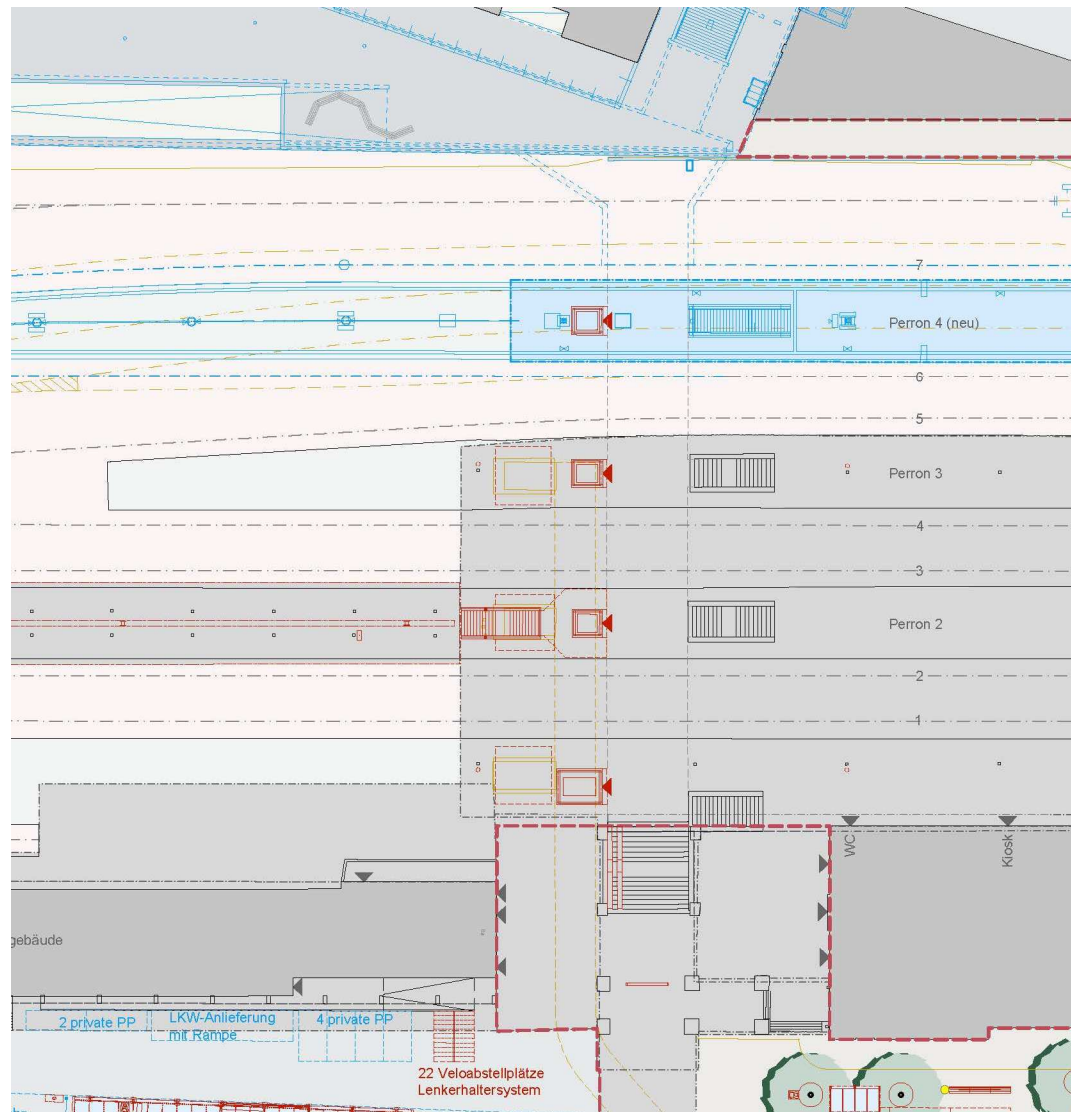 7
Perron 4 (neu)
6
5
Perron 3
4
3
Perron 2
2
1
WC
Kiosk
gebäude
2 private PP
LKW-Anlieferung
mit Rampe
4 private PP
22 Veloabstellplätze
Lenkerhaltersystem